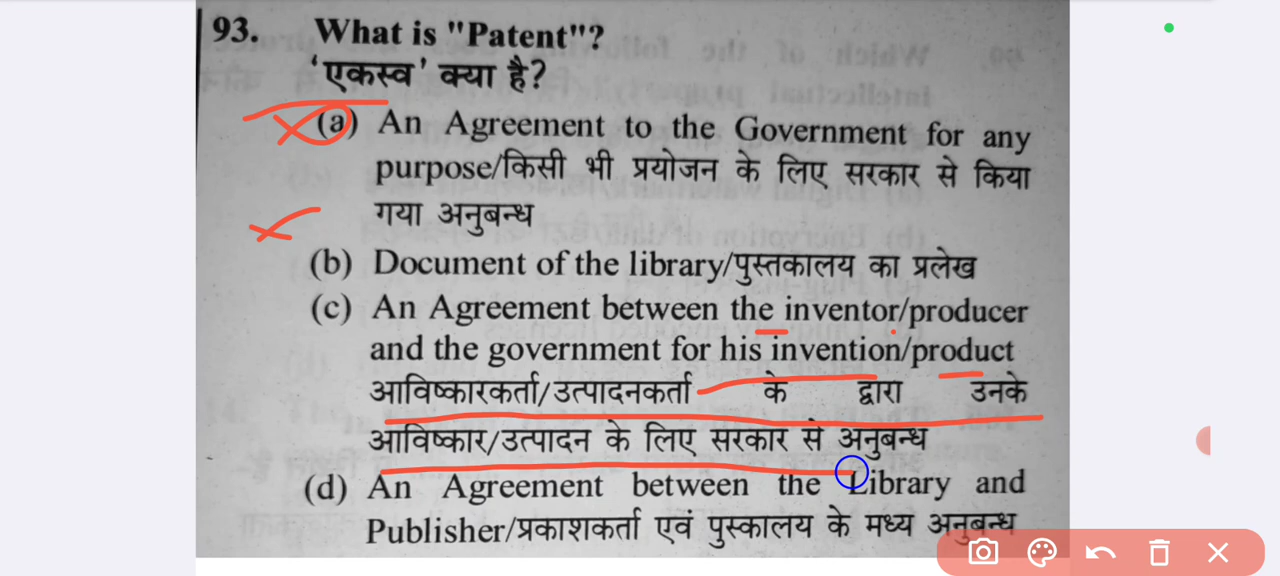 93. What is "Patent"?
'एकस्व' क्या है?
(a) An Agreement to the Government for any
purpose/किसी भी प्रयोजन के लिए सरकार से किया
गया अनुबन्ध
(b) Document of the library/पुस्तकालय का प्रलेख
(c) An Agreement between the inventor/producer
and the government for his invention/product
आविष्कारकर्ता/उत्पादनकर्ता के द्वारा उनके
आविष्कार/उत्पादन के लिए सरकार से अनुबन्ध
(d) An Agreement between the Library and
Publisher/प्रकाशकर्ता एवं पुस्कालय के मध्य अनुबन्ध